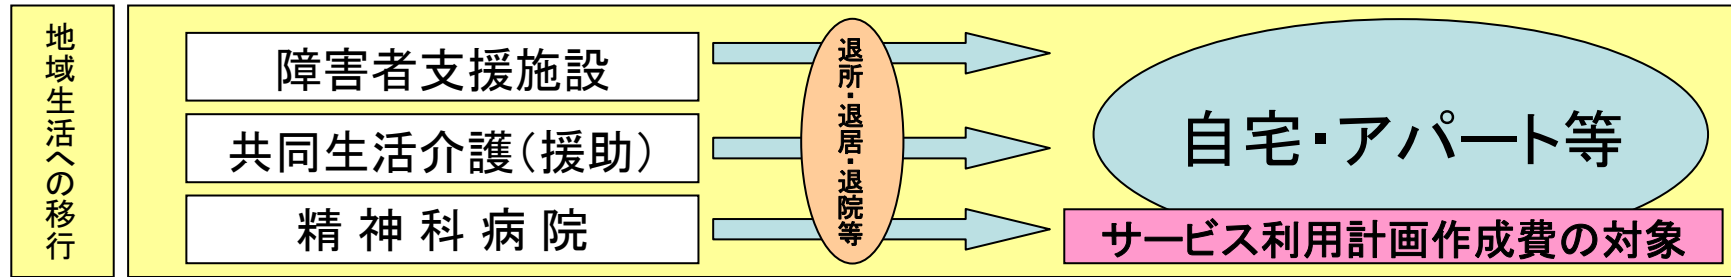 地域生活への移行
障害者支援施設
共同生活介護（援助）
精神科病院
退所・退居・退院等
自宅・アパート等
サービス利用計画作成費の対象